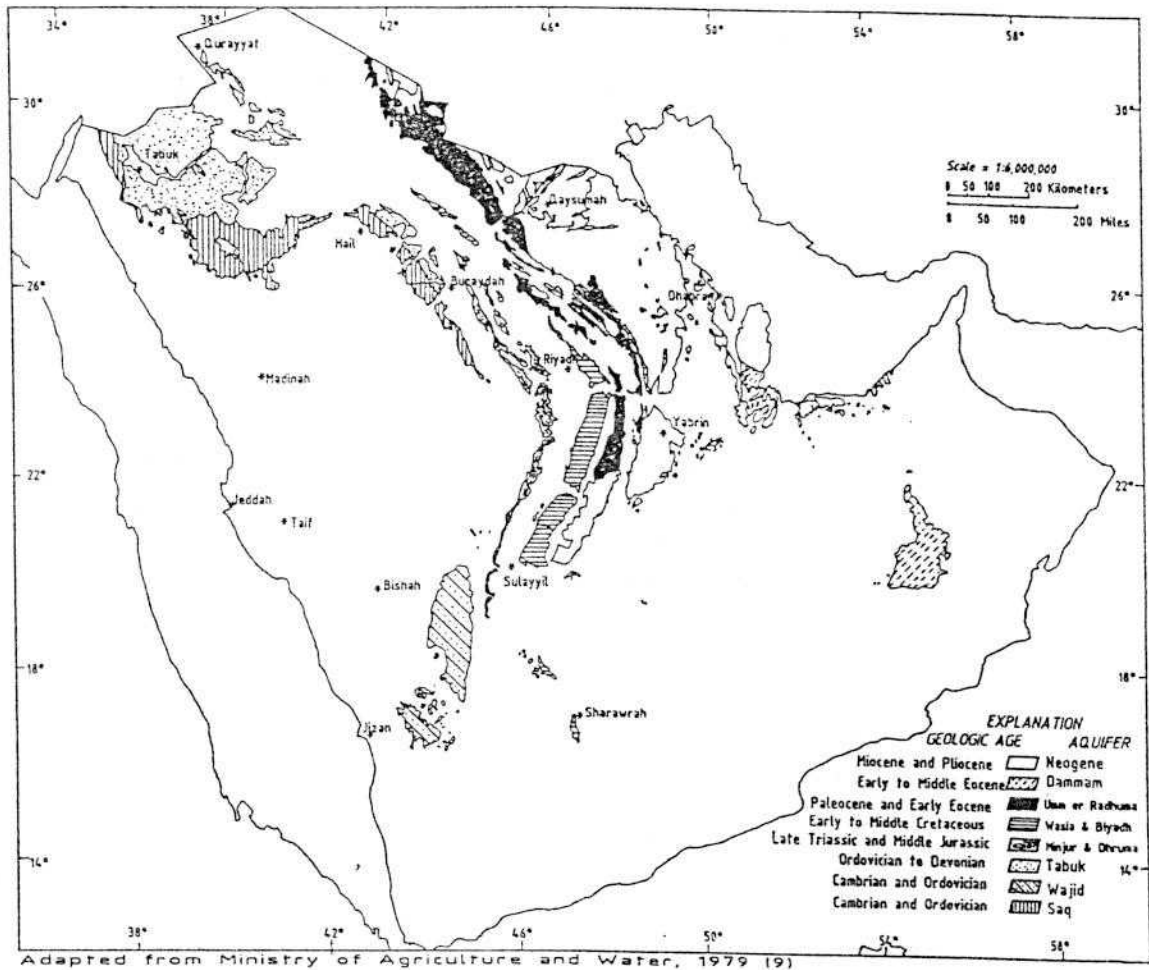 34° 38° 42° 46° 50° 54° 58°
Qurayyat
30° 30°
Tabuk
Scale = 1:6,000,000
0 50 100 200 Kilometers
0 50 100 200 Miles
Qaysumah
Hail
Buraydah
26° 26°
Dhahran
Riyadh
Madinah
Yabrin
22° 22°
Jeddah
Taif
Bishah
Sulayyil
18° 18°
Sharawrah
Jizan
EXPLANATION
GEOLOGIC AGE AQUIFER
Miocene and Pliocene Neogene
Early to Middle Eocene Dammam
Paleocene and Early Eocene Umm er Radhuma
Early to Middle Cretaceous Wasia & Biyadh
Late Triassic and Middle Jurassic Minjur & Dhruma
Ordovician to Devonian Tabuk
Cambrian and Ordovician Wajid
Cambrian and Ordevician Saq
14° 14°
38° 42° 46° 50° 54° 58°
Adapted from Ministry of Agriculture and Water, 1979 (9)